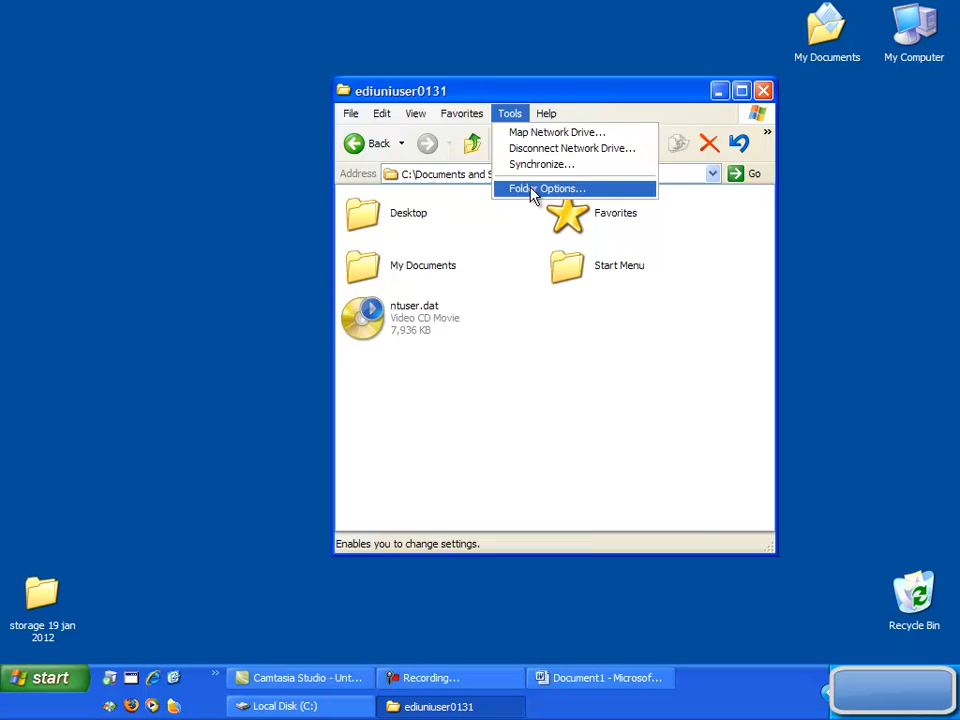 My Documents
My Computer
ediuniuser0131
File Edit View Favorites Tools Help
Map Network Drive...
Back
Disconnect Network Drive...
Synchronize...
Address C:\Documents and S Go
Folder Options...
Desktop
Favorites
My Documents
Start Menu
ntuser.dat
Video CD Movie
7,936 KB
Enables you to change settings.
storage 19 jan
2012
Recycle Bin
start
Camtasia Studio - Unt...
Recording...
Document1 - Microsof...
Local Disk (C:)
ediuniuser0131